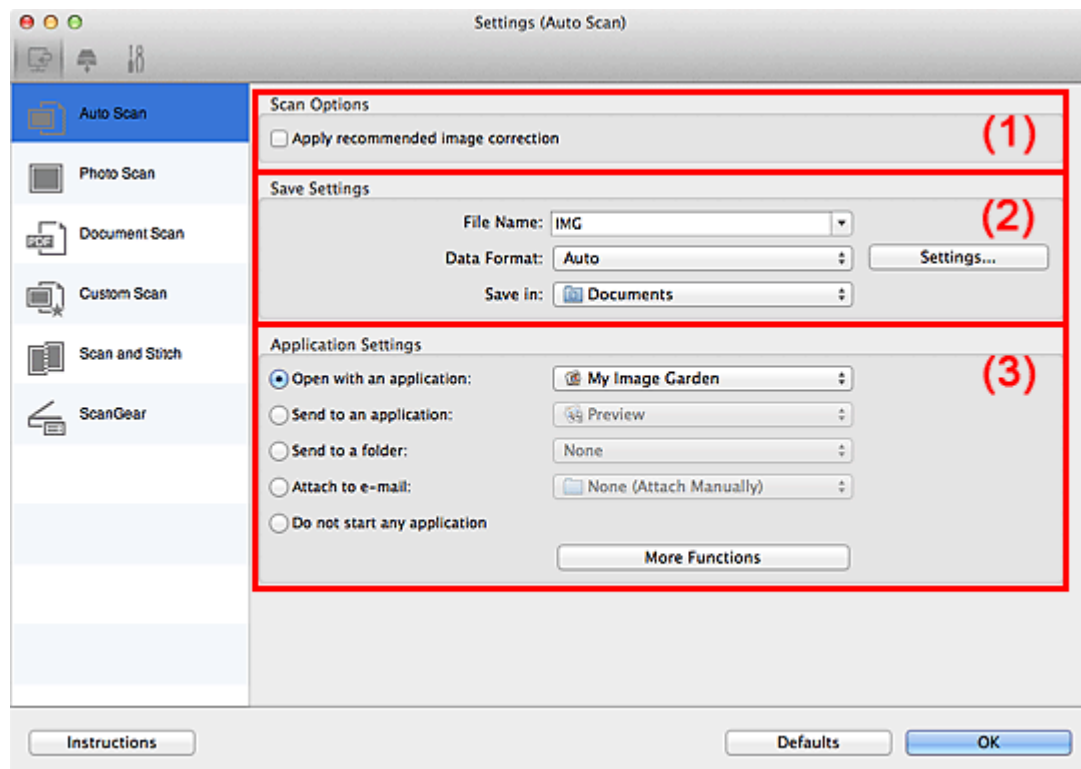 Settings (Auto Scan)
Auto Scan
Photo Scan
PDF
Document Scan
Custom Scan
Scan and Stitch
ScanGear
Scan Options
Apply recommended image correction
(1)
Save Settings
(2)
File Name: IMG
Data Format: Auto Settings...
Save in: Documents
Application Settings
(3)
Open with an application: My Image Garden
Send to an application: Preview
Send to a folder: None
Attach to e-mail: None (Attach Manually)
Do not start any application
More Functions
Instructions Defaults OK